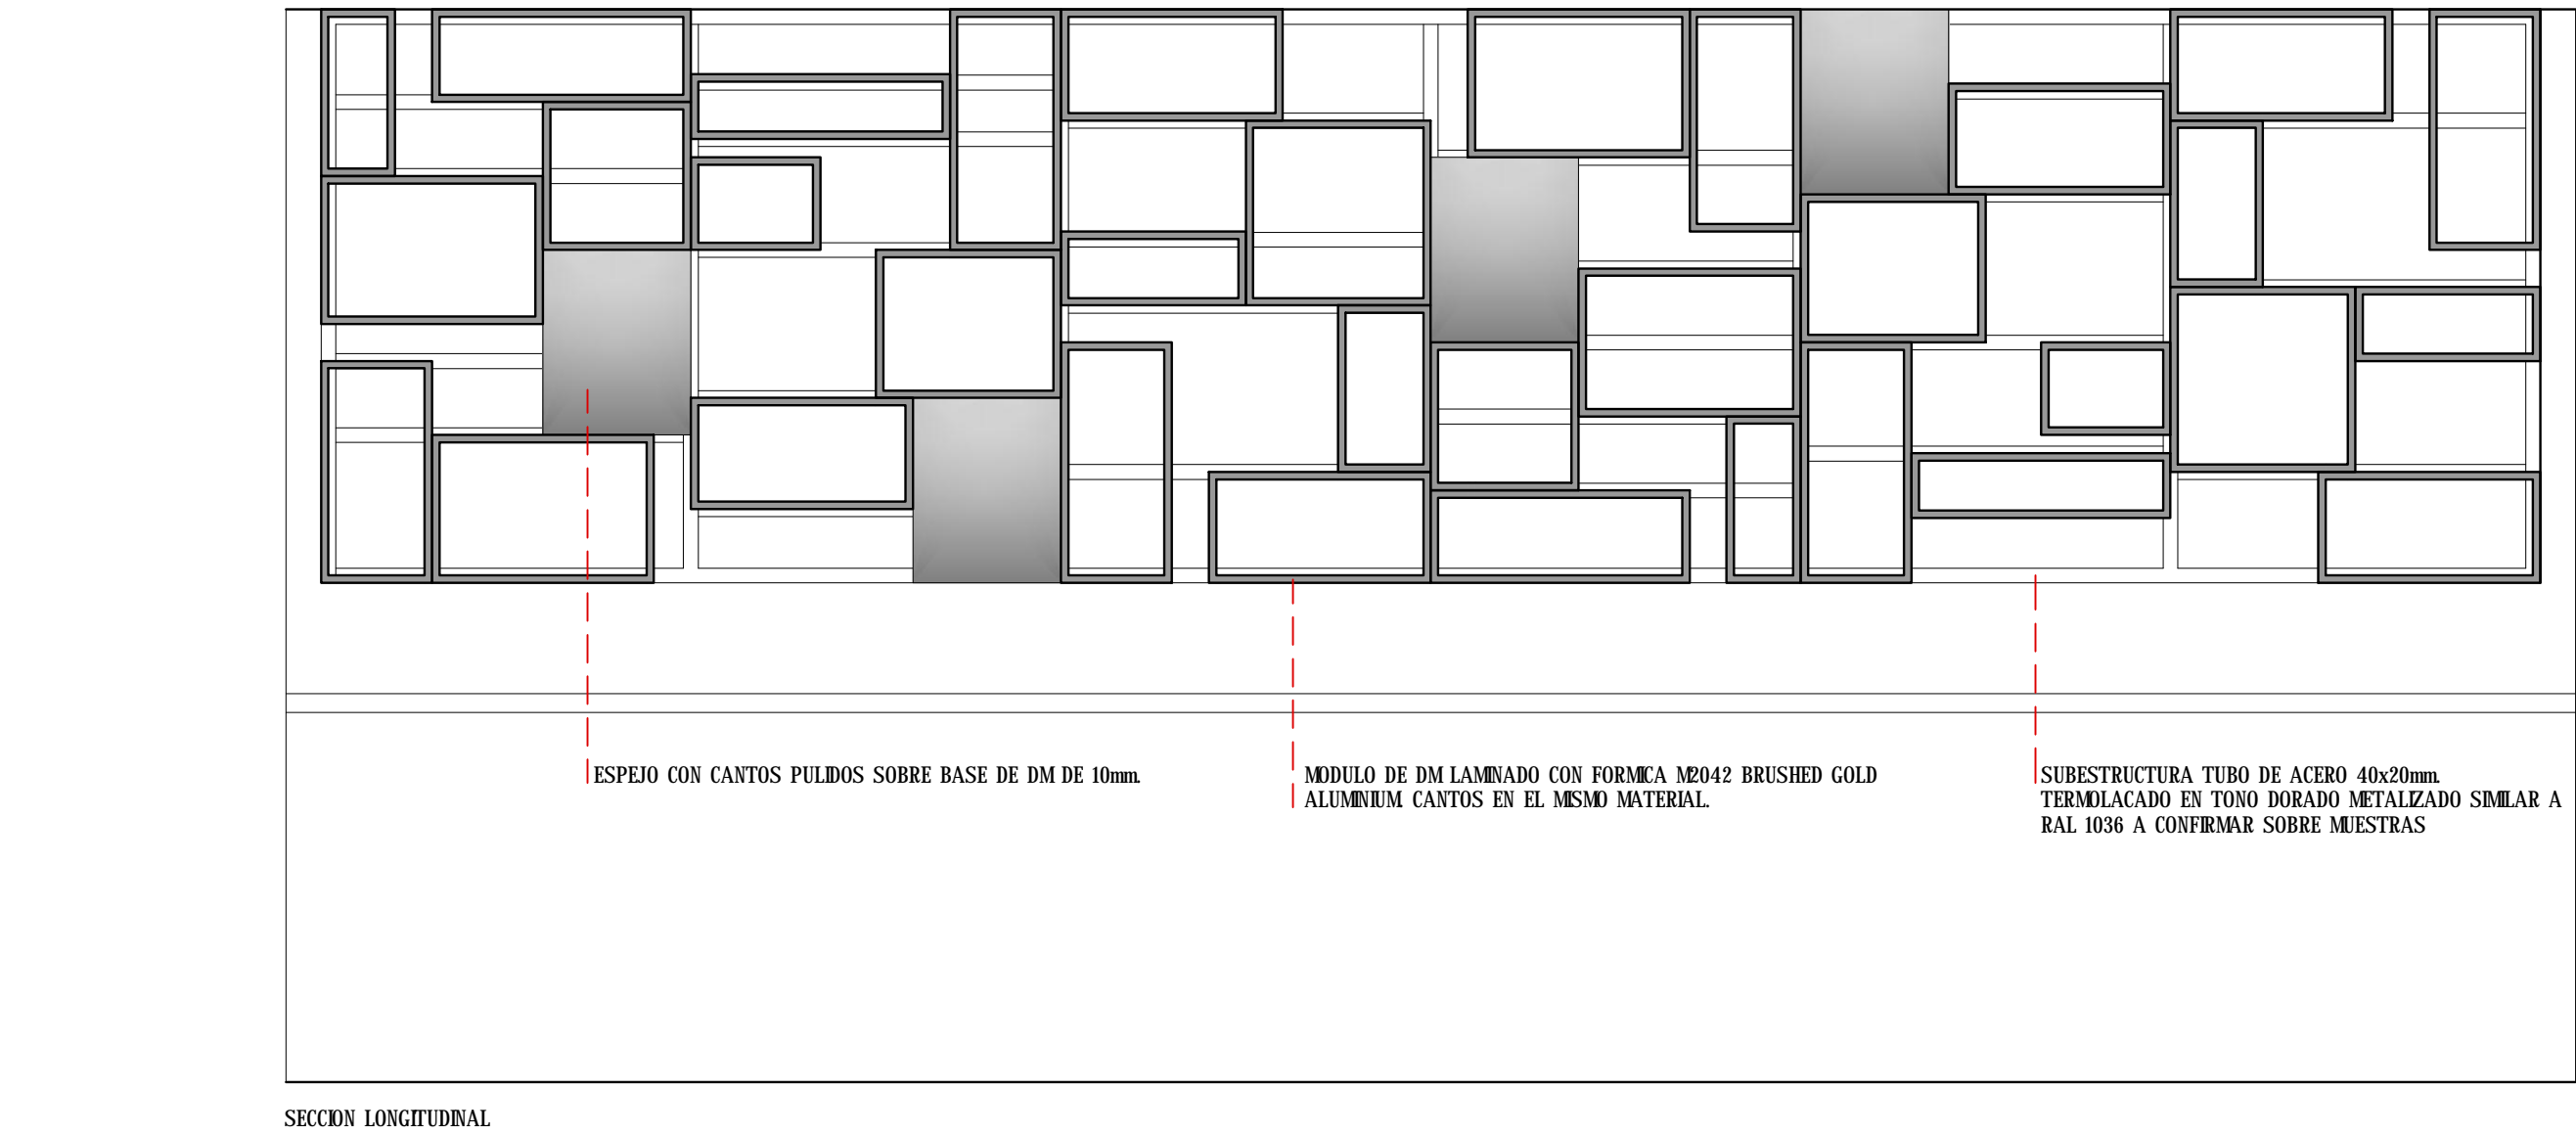 ESPEJO CON CANTOS PULIDOS SOBRE BASE DE DM DE 10mm.
MODULO DE DM LAMINADO CON FORMICA M2042 BRUSHED GOLD
ALUMINIUM. CANTOS EN EL MISMO MATERIAL.
SUBESTRUCTURA TUBO DE ACERO 40x20mm.
TERMOLACADO EN TONO DORADO METALIZADO SIMILAR A
RAL 1036 A CONFIRMAR SOBRE MUESTRAS
SECCION LONGITUDINAL